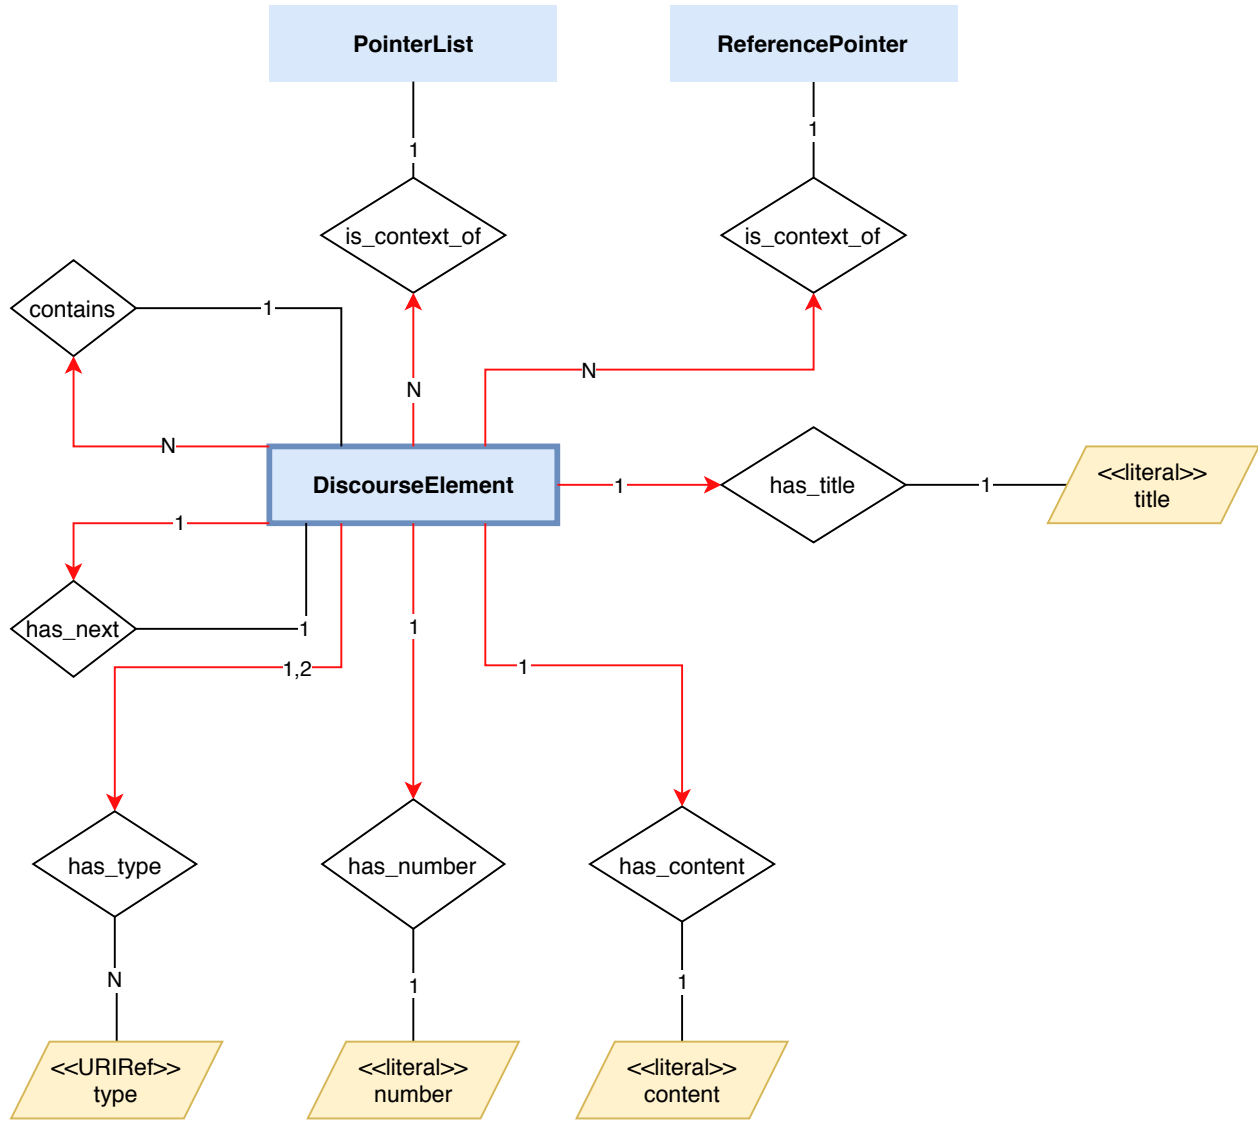 PointerList
ReferencePointer
1
1
is_context_of
is_context_of
contains
1
N
N
N
DiscourseElement
1
has_title
1
<<literal>>
title
1
has_next
1
1,2
1
1
has_type
has_number
has_content
N
1
1
<<URIRef>>
type
<<literal>>
number
<<literal>>
content